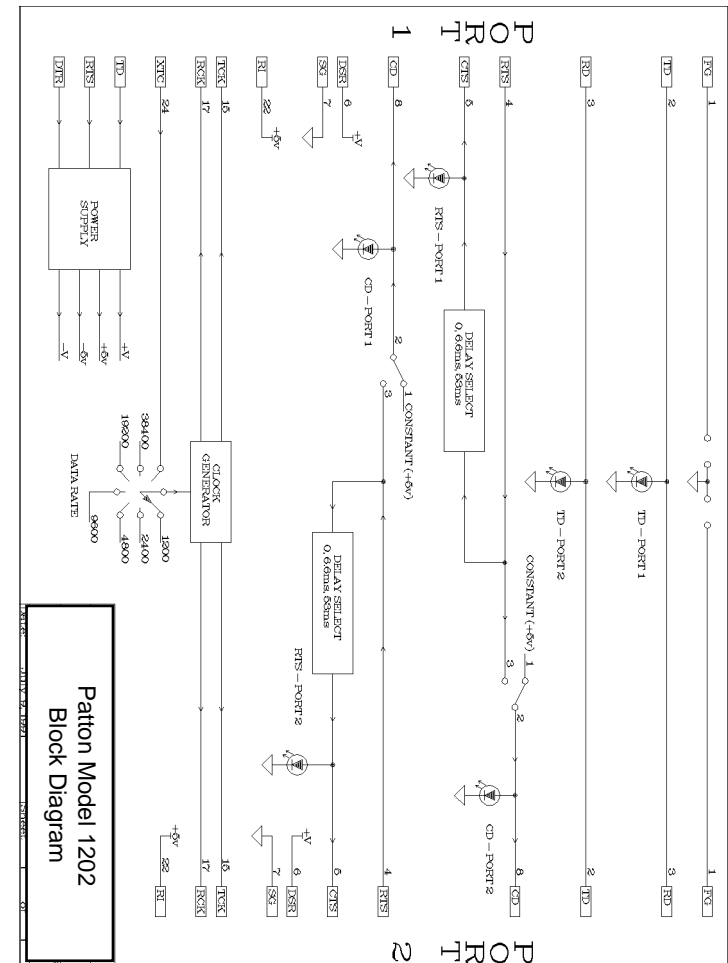 PORT 1
PORT 2
FG 1
1 FG
TD 2
3 RD
TD – PORT 1
RD 3
2 TD
TD – PORT 2
CONSTANT (+5v)
1
RTS 4
3
2
8 CD
CD – PORT 2
DELAY SELECT
0, 6.6ms, 53ms
CTS 5
RTS – PORT 1
1 CONSTANT (+5v)
CD 8
2
3
4 RTS
CD – PORT 1
DELAY SELECT
0, 6.6ms, 53ms
5 CTS
RTS – PORT 2
DSR 6 +V
+V 6 DSR
SG 7
7 SG
RI 22 +5v
TCK 15
15 TCK
RCK 17
17 RCK
CLOCK
GENERATOR
XTC 24
+5v 22 RI
38400
1200
2400
19200
4800
9600
DATA RATE
TD
RTS
DTR
POWER
SUPPLY
+V
+5v
-5v
-V
Patton Model 1202
Block Diagram